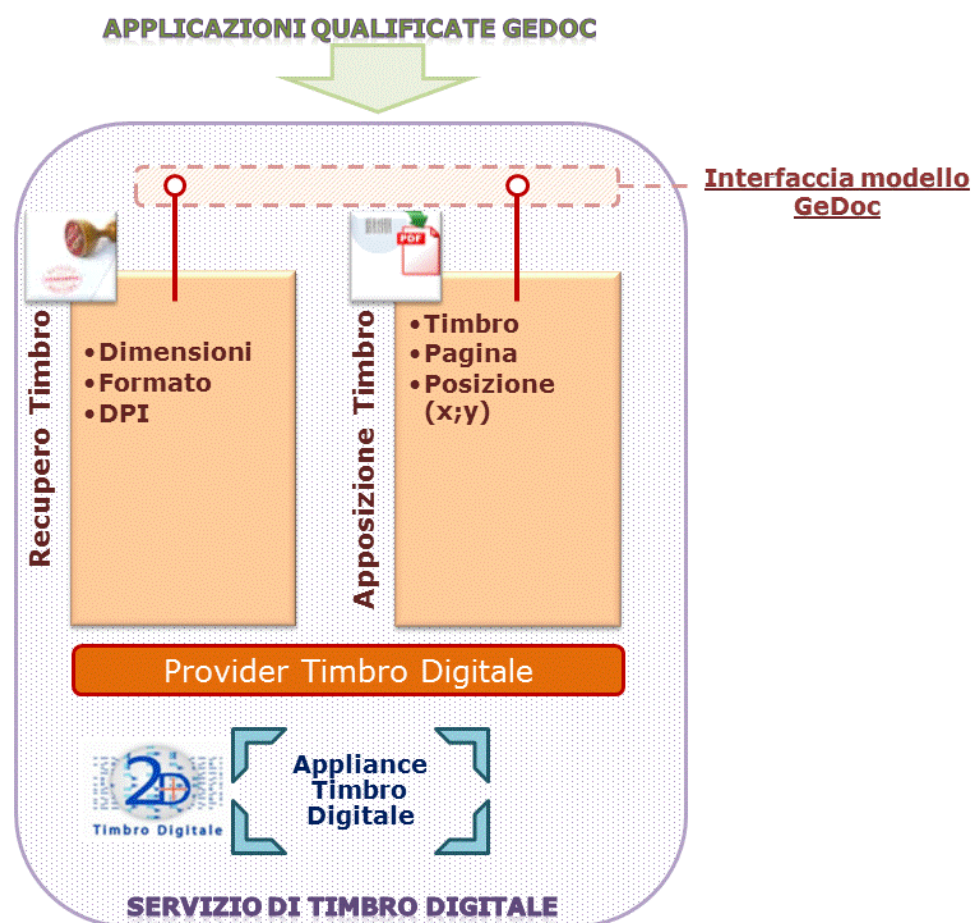 APPLICAZIONI QUALIFICATE GEDOC
Interfaccia modello
GeDoc
Recupero Timbro
•Dimensioni
•Formato
•DPI
PDF
Apposizione Timbro
•Timbro
•Pagina
•Posizione
(x;y)
Provider Timbro Digitale
2D
Timbro Digitale
Appliance
Timbro
Digitale
SERVIZIO DI TIMBRO DIGITALE